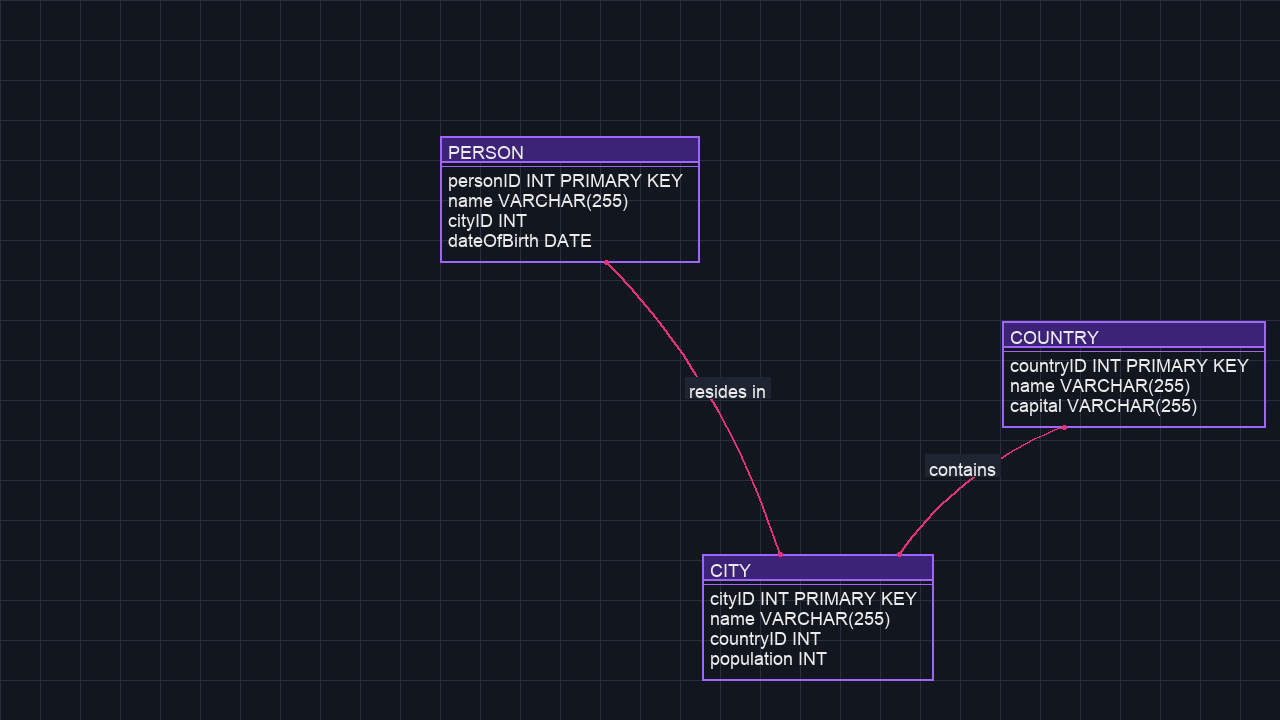 PERSON
personID INT PRIMARY KEY
name VARCHAR(255)
cityID INT
dateOfBirth DATE
COUNTRY
countryID INT PRIMARY KEY
name VARCHAR(255)
capital VARCHAR(255)
resides in
contains
CITY
cityID INT PRIMARY KEY
name VARCHAR(255)
countryID INT
population INT